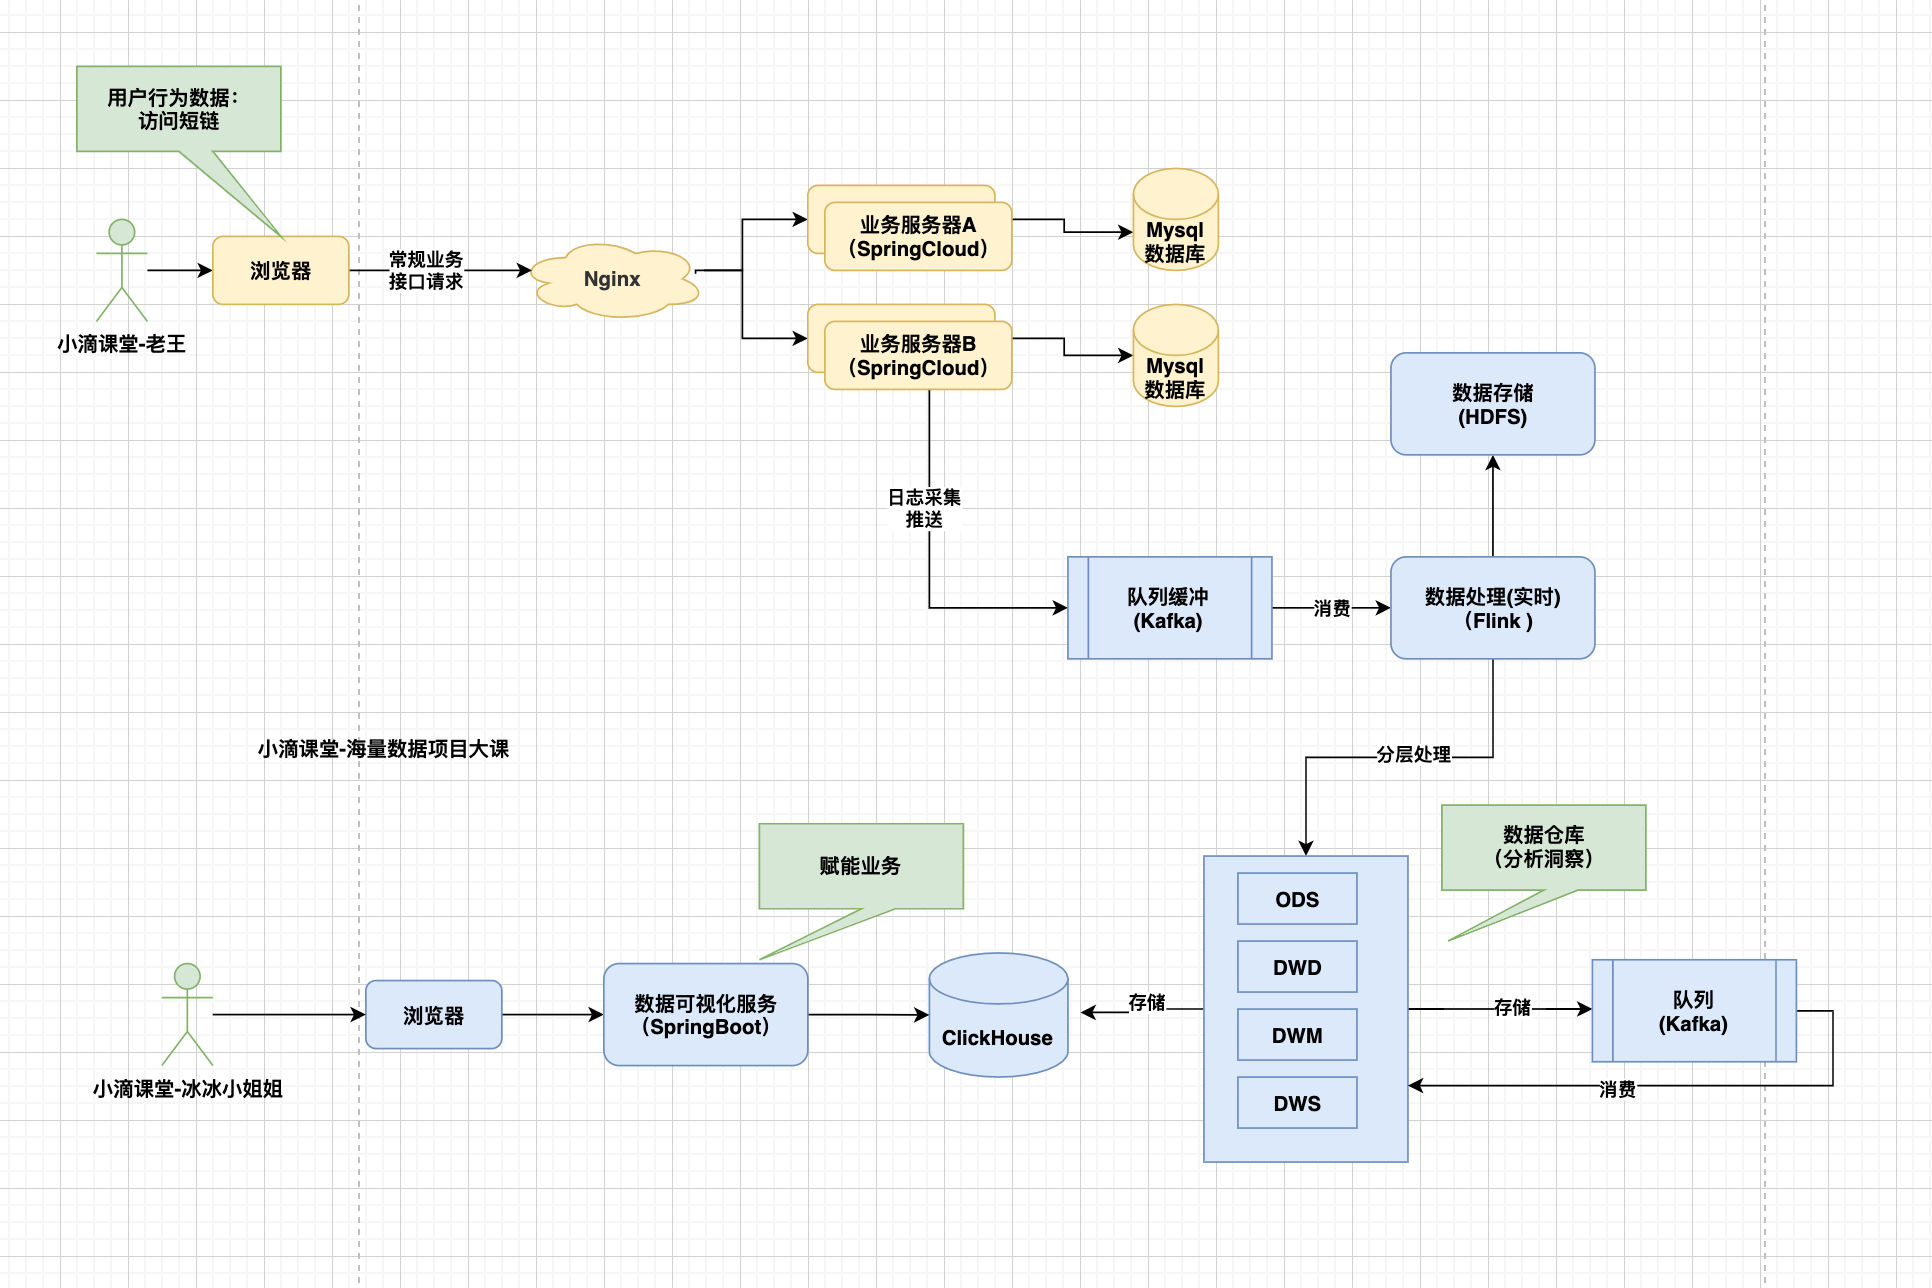 用户行为数据：
访问短链
浏览器
小滴课堂-老王
常规业务
接口请求
Nginx
业务服务器A
（SpringCloud）
Mysql
数据库
业务服务器B
（SpringCloud）
Mysql
数据库
日志采集
推送
数据存储
(HDFS)
队列缓冲
(Kafka)
消费
数据处理(实时)
（Flink ）
小滴课堂-海量数据项目大课
分层处理
数据仓库
（分析洞察）
赋能业务
ODS
DWD
DWM
DWS
小滴课堂-冰冰小姐姐
浏览器
数据可视化服务
（SpringBoot）
ClickHouse
存储
存储
队列
(Kafka)
消费